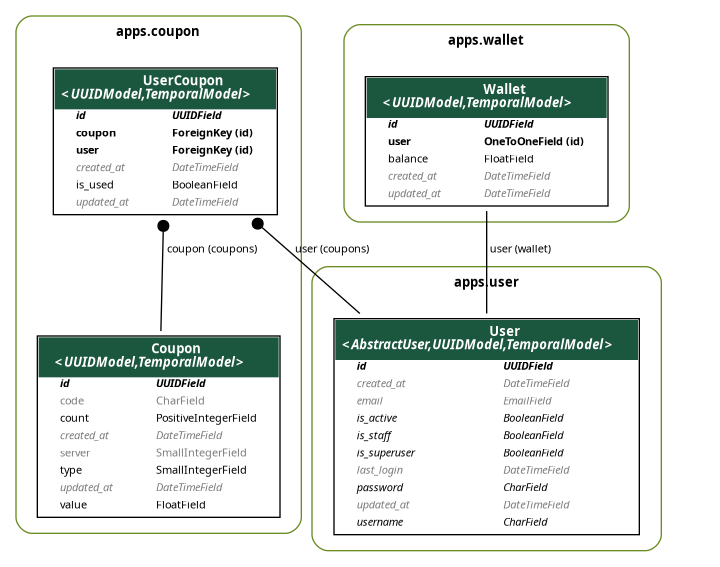 apps.coupon
UserCoupon
<UUIDModel,TemporalModel>
id UUIDField
coupon ForeignKey (id)
user ForeignKey (id)
created_at DateTimeField
is_used BooleanField
updated_at DateTimeField
apps.wallet
Wallet
<UUIDModel,TemporalModel>
id UUIDField
user OneToOneField (id)
balance FloatField
created_at DateTimeField
updated_at DateTimeField
coupon (coupons)
user (coupons)
user (wallet)
Coupon
<UUIDModel,TemporalModel>
id UUIDField
code CharField
count PositiveIntegerField
created_at DateTimeField
server SmallIntegerField
type SmallIntegerField
updated_at DateTimeField
value FloatField
apps.user
User
<AbstractUser,UUIDModel,TemporalModel>
id UUIDField
created_at DateTimeField
email EmailField
is_active BooleanField
is_staff BooleanField
is_superuser BooleanField
last_login DateTimeField
password CharField
updated_at DateTimeField
username CharField